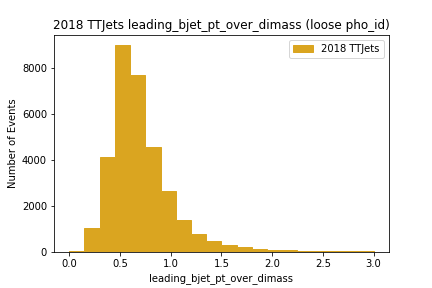 2018 TTJets leading_bjet_pt_over_dimass (loose pho_id)
2018 TTJets
Number of Events
8000
6000
4000
2000
0
0.0 0.5 1.0 1.5 2.0 2.5 3.0
leading_bjet_pt_over_dimass